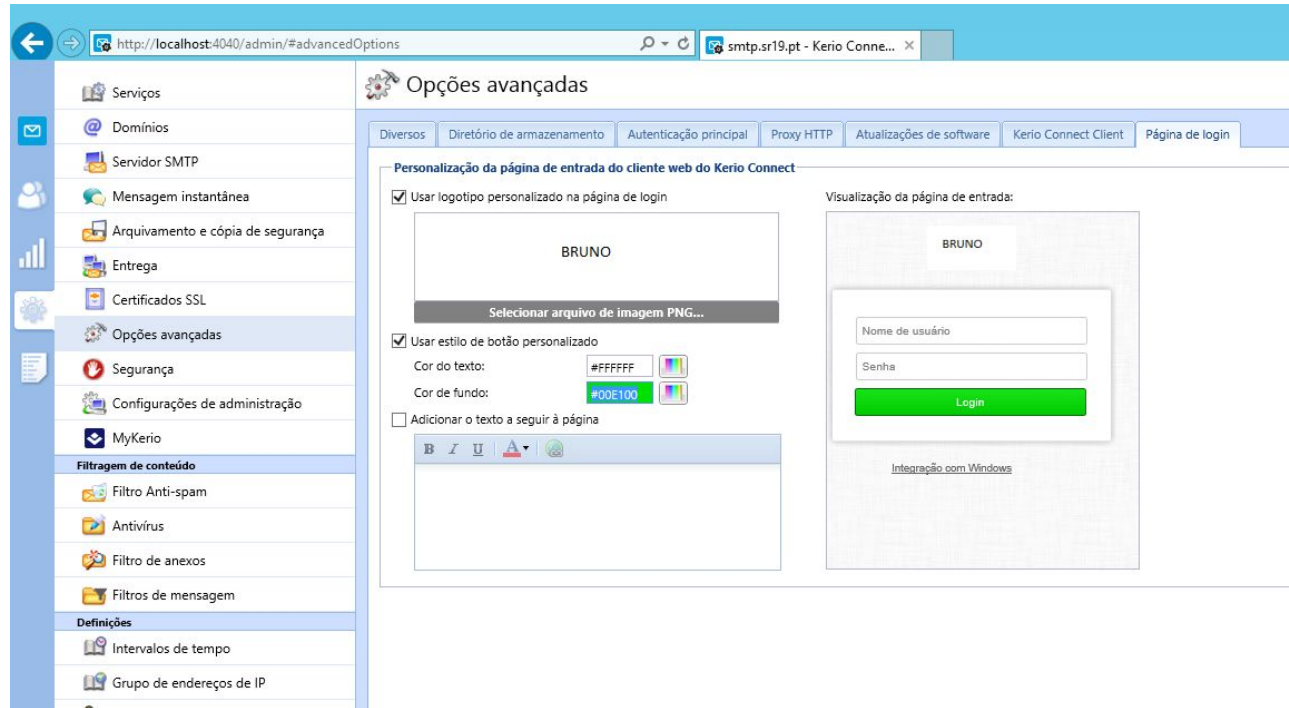 http://localhost:4040/admin/#advancedOptions
smtp.sr19.pt - Kerio Conne...
Serviços
Domínios
Servidor SMTP
Mensagem instantânea
Arquivamento e cópia de segurança
Entrega
Certificados SSL
Opções avançadas
Segurança
Configurações de administração
MyKerio
Filtragem de conteúdo
Filtro Anti-spam
Antivírus
Filtro de anexos
Filtros de mensagem
Definições
Intervalos de tempo
Grupo de endereços de IP
Opções avançadas
Diversos
Diretório de armazenamento
Autenticação principal
Proxy HTTP
Atualizações de software
Kerio Connect Client
Página de login
Personalização da página de entrada do cliente web do Kerio Connect
Usar logotipo personalizado na página de login
BRUNO
Selecionar arquivo de imagem PNG...
Usar estilo de botão personalizado
Cor do texto: #FFFFFF
Cor de fundo: #00E100
Adicionar o texto a seguir à página
B I U A
Visualização da página de entrada:
BRUNO
Nome de usuário
Senha
Login
Integração com Windows